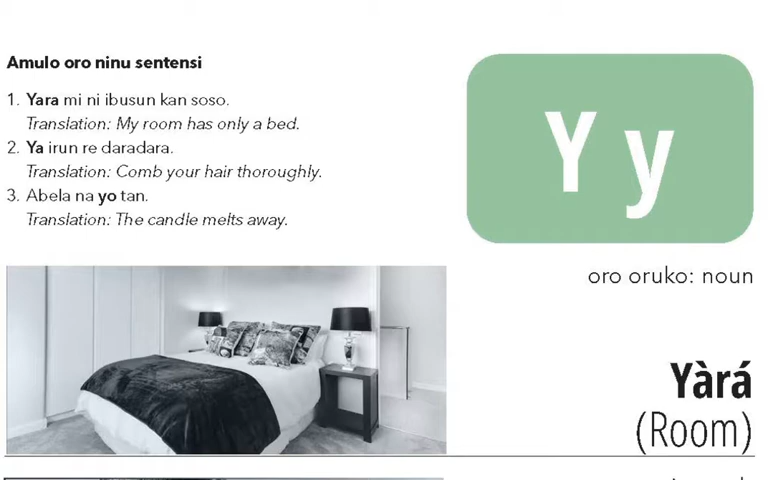 Amulo oro ninu sentensi
1. Yara mi ni ibusun kan soso.
Translation: My room has only a bed.
2. Ya irun re daradara.
Translation: Comb your hair thoroughly.
3. Abela na yo tan.
Translation: The candle melts away.
Y y
oro oruko: noun
Yàrá
(Room)